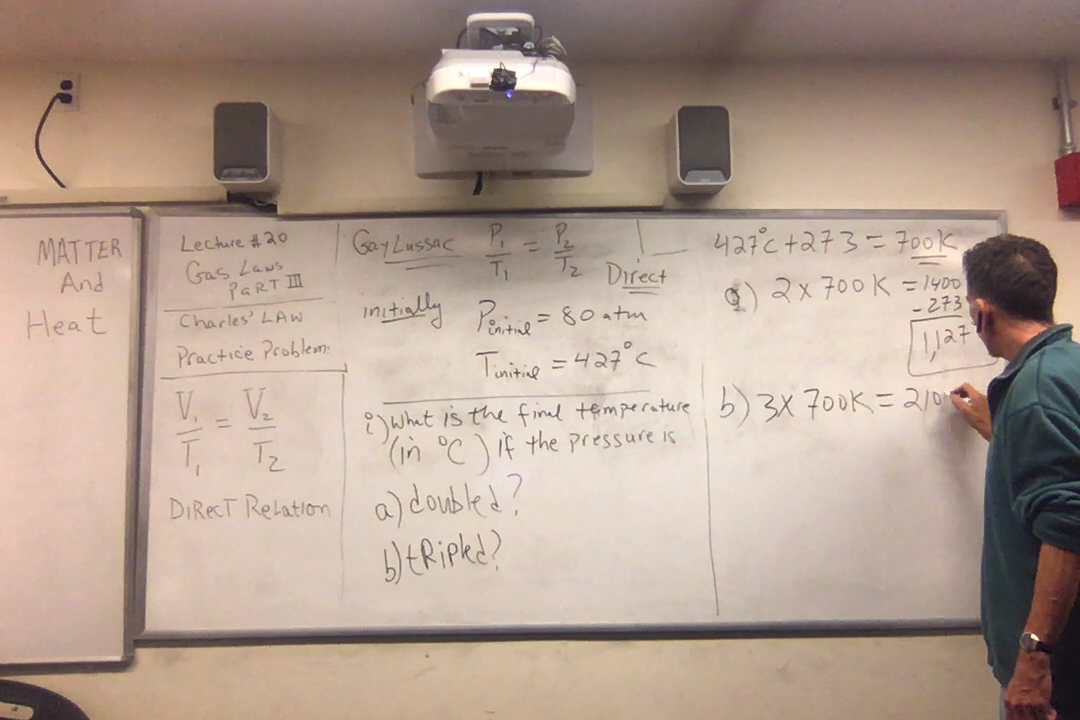 MATTER
And
Heat
Lecture #20
Gas Laws
PaRT III
Charles' LAW
Practice Problem:
V₁/T₁ = V₂/T₂
DiRecT RelaTion
Gay Lussac P₁/T₁ = P₂/T₂
Direct
initially Pinitial = 80 atm
Tinitial = 427°C
i) What is the final temperature
(in °C) if the pressure is
a) doubled?
b) tRipled?
427°C + 273 = 700K
a) 2 x 700K = 1400
- 273
1,127
b) 3 x 700K = 210